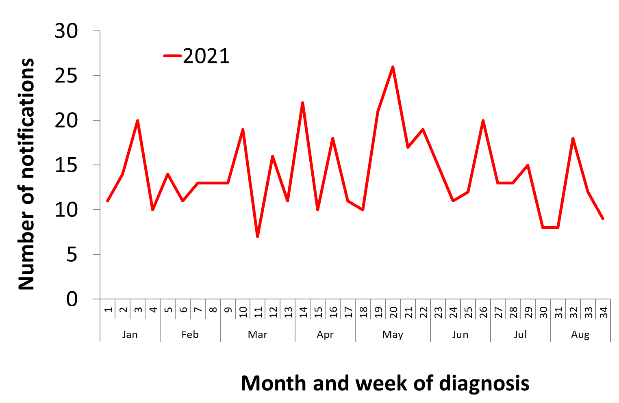 30
2021
25
20
15
10
5
0
Number of notifications
1 2 3 4 5 6 7 8 9 10 11 12 13 14 15 16 17 18 19 20 21 22 23 24 25 26 27 28 29 30 31 32 33 34
Jan Feb Mar Apr May Jun Jul Aug
Month and week of diagnosis